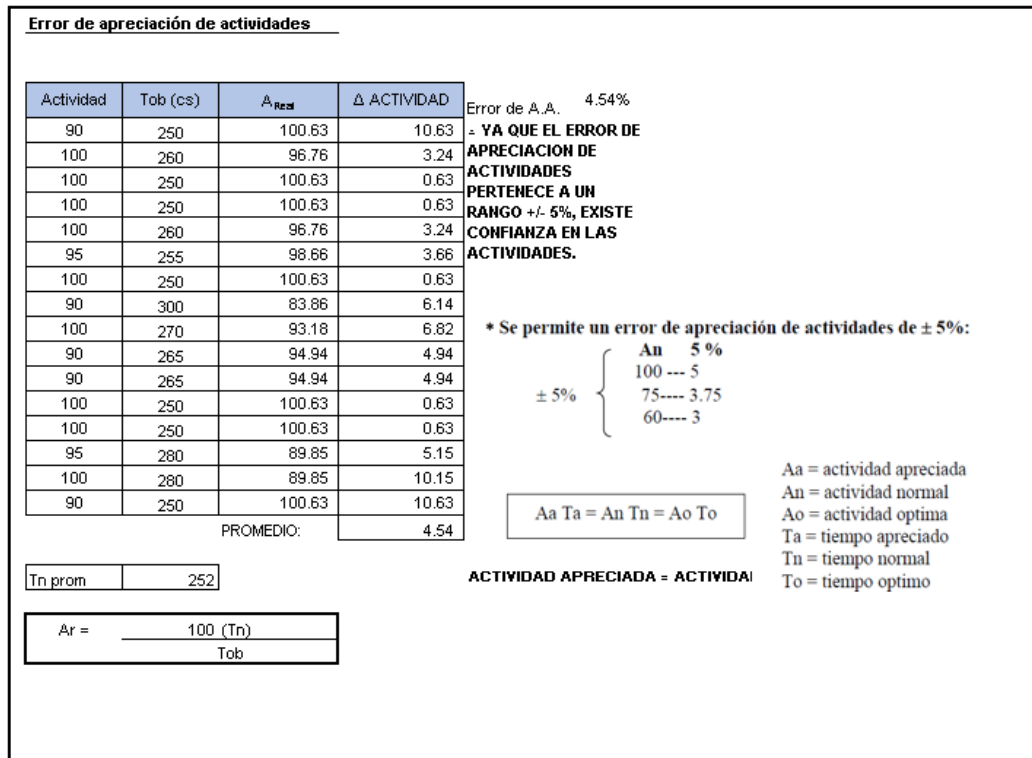 Error de apreciación de actividades
Actividad Tob (cs) A Real Δ ACTIVIDAD
90 250 100.63 10.63
100 260 96.76 3.24
100 250 100.63 0.63
100 250 100.63 0.63
100 260 96.76 3.24
95 255 98.66 3.66
100 250 100.63 0.63
90 300 83.86 6.14
100 270 93.18 6.82
90 265 94.94 4.94
90 265 94.94 4.94
100 250 100.63 0.63
100 250 100.63 0.63
95 280 89.85 5.15
100 280 89.85 10.15
90 250 100.63 10.63
PROMEDIO: 4.54
Error de A.A. 4.54%
∴ YA QUE EL ERROR DE
APRECIACION DE
ACTIVIDADES
PERTENECE A UN
RANGO +/- 5%, EXISTE
CONFIANZA EN LAS
ACTIVIDADES.
* Se permite un error de apreciación de actividades de ± 5%:
An 5 %
100 --- 5
± 5% 75---- 3.75
60---- 3
Aa Ta = An Tn = Ao To
Aa = actividad apreciada
An = actividad normal
Ao = actividad optima
Ta = tiempo apreciado
Tn = tiempo normal
To = tiempo optimo
Tn prom 252
ACTIVIDAD APRECIADA = ACTIVIDA
Ar = 100 (Tn)
Tob